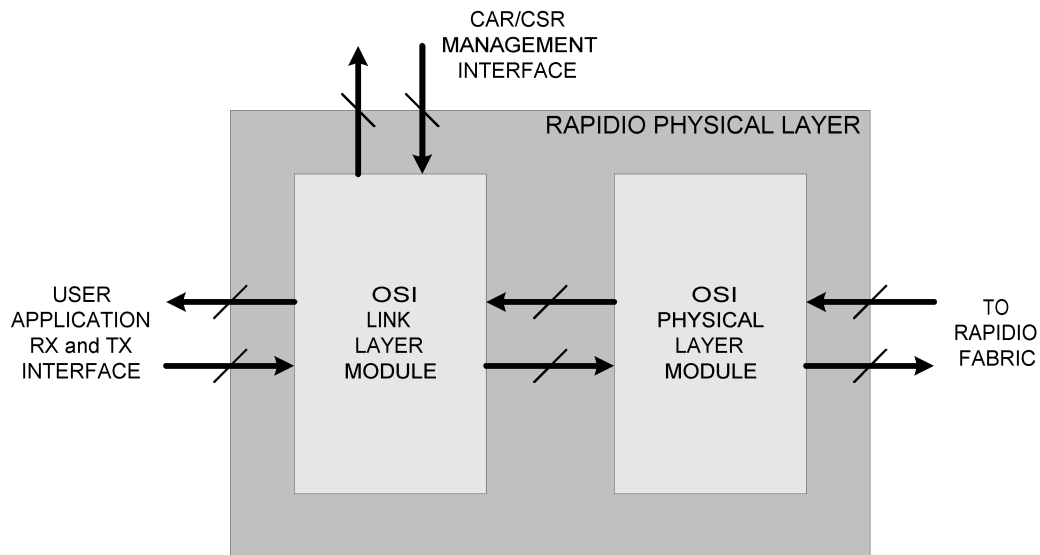 CAR/CSR
MANAGEMENT
INTERFACE
RAPIDIO PHYSICAL LAYER
USER
APPLICATION
RX and TX
INTERFACE
OSI
LINK
LAYER
MODULE
OSI
PHYSICAL
LAYER
MODULE
TO
RAPIDIO
FABRIC